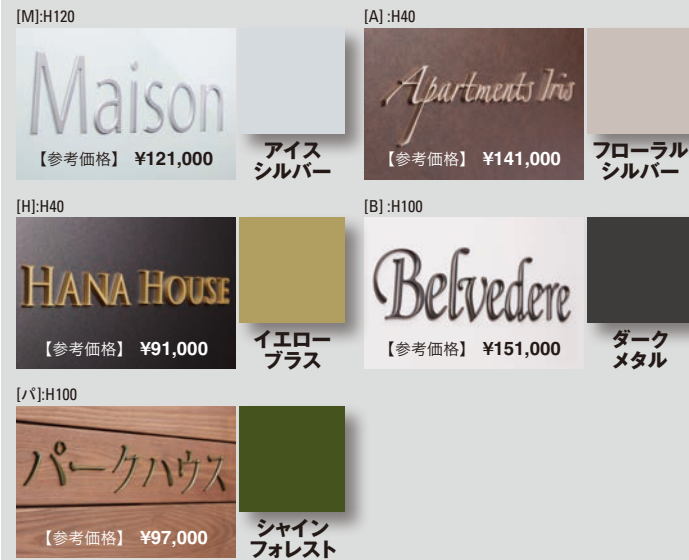 [M]:H120
Maison
【参考価格】 ¥121,000
アイス
シルバー
[A] :H40
Apartments Iris
【参考価格】 ¥141,000
フローラル
シルバー
[H]:H40
HANA HOUSE
【参考価格】 ¥91,000
イエロー
ブラス
[B] :H100
Belvedere
【参考価格】 ¥151,000
ダーク
メタル
[パ]:H100
パークハウス
【参考価格】 ¥97,000
シャイン
フォレスト